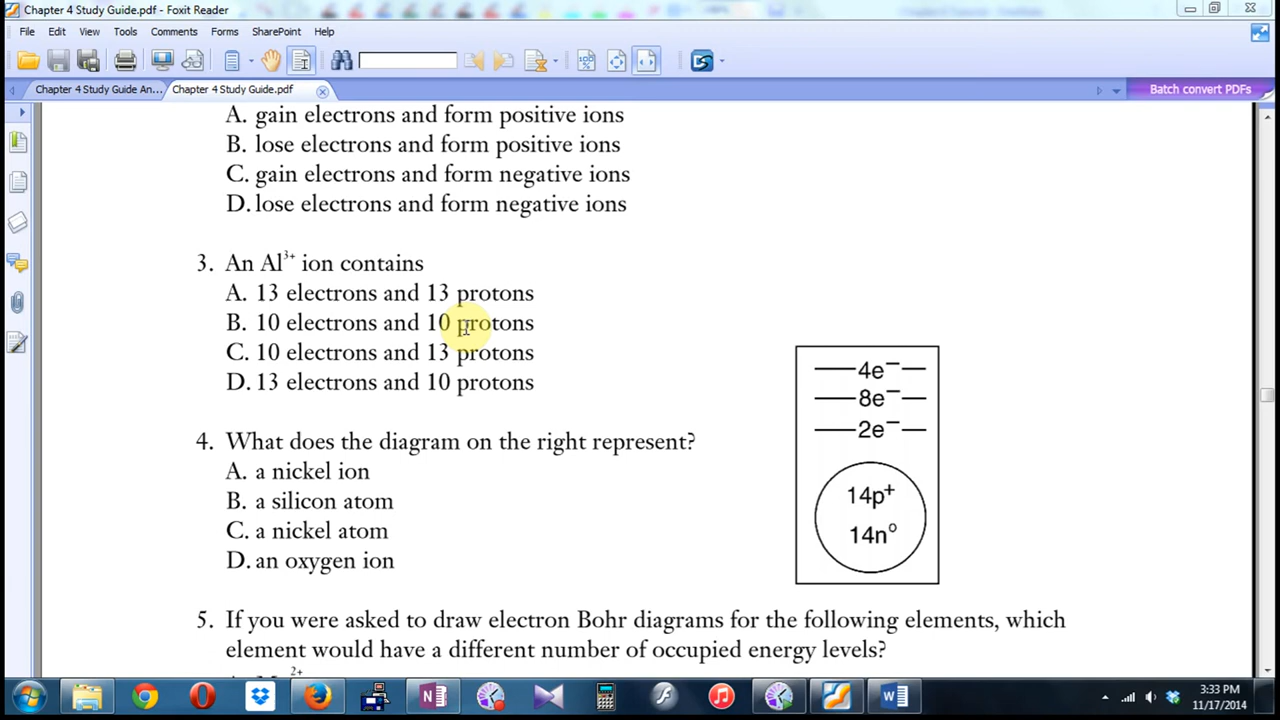 Chapter 4 Study Guide.pdf - Foxit Reader
File Edit View Tools Comments Forms SharePoint Help
Chapter 4 Study Guide An... Chapter 4 Study Guide.pdf Batch convert PDFs
A. gain electrons and form positive ions
B. lose electrons and form positive ions
C. gain electrons and form negative ions
D. lose electrons and form negative ions
3. An Al³⁺ ion contains
A. 13 electrons and 13 protons
B. 10 electrons and 10 protons
C. 10 electrons and 13 protons
D. 13 electrons and 10 protons
4e⁻
8e⁻
2e⁻
14p⁺
14n⁰
4. What does the diagram on the right represent?
A. a nickel ion
B. a silicon atom
C. a nickel atom
D. an oxygen ion
5. If you were asked to draw electron Bohr diagrams for the following elements, which
element would have a different number of occupied energy levels?
2+
3:33 PM
11/17/2014